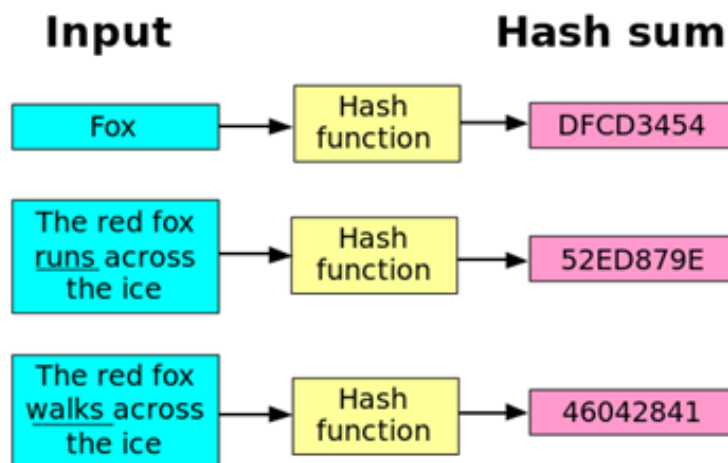 Input
Hash sum
Fox
Hash
function
DFCD3454
The red fox
runs across
the ice
Hash
function
52ED879E
The red fox
walks across
the ice
Hash
function
46042841